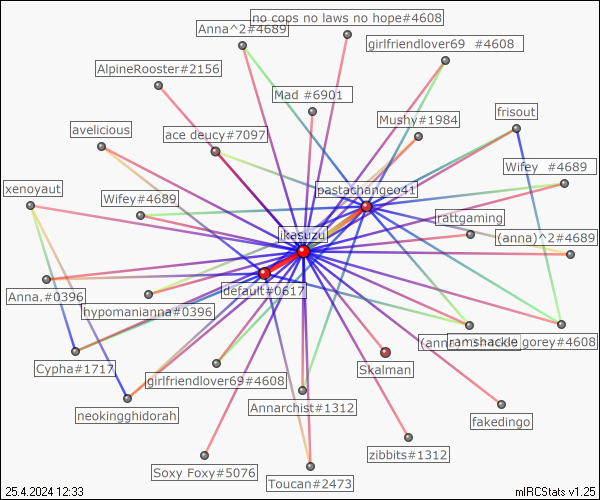 no cops no laws no hope#4608
Anna^2#4689
girlfriendlover69 #4608
AlpineRooster#2156
Mad #6901
Mushy#1984
frisout
avelicious
ace deucy#7097
Wifey #4689
xenoyaut
pastachangeo41
Wifey#4689
rattgaming
ikasuzu
(anna)^2#4689
default#0617
Anna.#0396
hypomanianna#0396
(anna
ramshackle gorey#4608
Cypha#1717
Skalman
girlfriendlover69#4608
neokingghidorah
Annarchist#1312
fakedingo
zibbits#1312
Soxy Foxy#5076
Toucan#2473
25.4.2024 12:33
mIRCStats v1.25